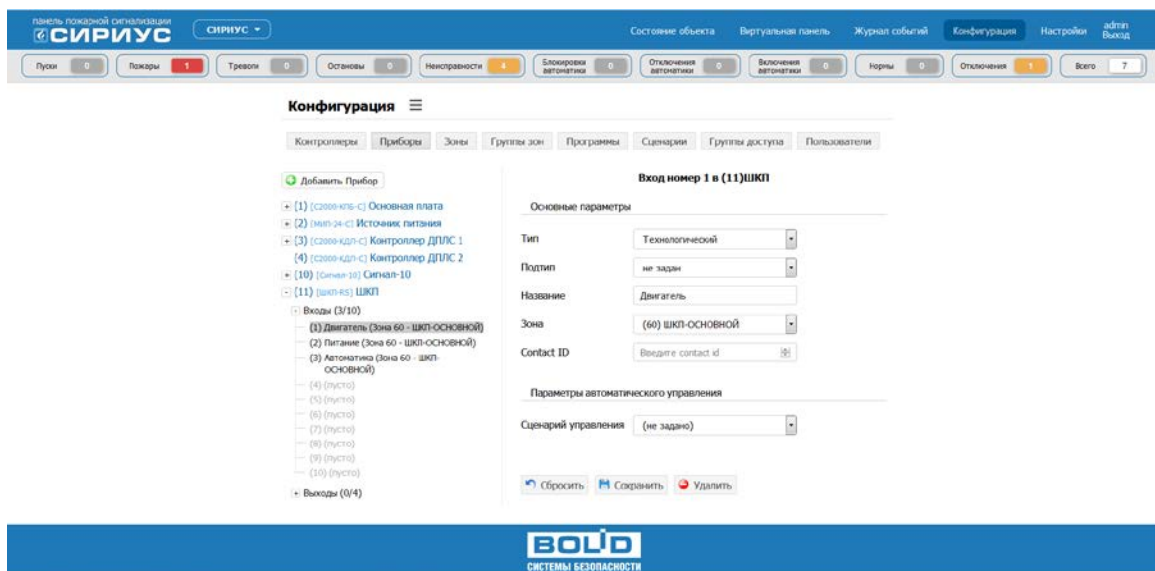 панель пожарной сигнализации
СИРИУС
СИРИУС
Состояние объекта
Виртуальная панель
Журнал событий
Конфигурация
Настройки
admin
Выход
Пуски 0
Пожары 1
Тревоги 0
Остановы 0
Неисправности 4
Блокировки автоматики 0
Отключения автоматики 0
Включения автоматики 0
Нормы 0
Отключения 1
Всего 7
Конфигурация
Контроллеры
Приборы
Зоны
Группы зон
Программы
Сценарии
Группы доступа
Пользователи
Добавить Прибор
(1) [С2000-КПБ-С] Основная плата
(2) [МИП-24-С] Источник питания
(3) [С2000-КДЛ-С] Контроллер ДПЛС 1
(4) [С2000-КДЛ-С] Контроллер ДПЛС 2
(10) [Сигнал-10] Сигнал-10
(11) [ШКП-RS] ШКП
Входы (3/10)
(1) Двигатель (Зона 60 - ШКП-ОСНОВНОЙ)
(2) Питание (Зона 60 - ШКП-ОСНОВНОЙ)
(3) Автоматика (Зона 60 - ШКП-
ОСНОВНОЙ)
(4) (пусто)
(5) (пусто)
(6) (пусто)
(7) (пусто)
(8) (пусто)
(9) (пусто)
(10) (пусто)
Выходы (0/4)
Вход номер 1 в (11)ШКП
Основные параметры
Тип Технологический
Подтип не задан
Название Двигатель
Зона (60) ШКП-ОСНОВНОЙ
Contact ID Введите contact id
Параметры автоматического управления
Сценарий управления (не задано)
Сбросить
Сохранить
Удалить
BOLID
СИСТЕМЫ БЕЗОПАСНОСТИ